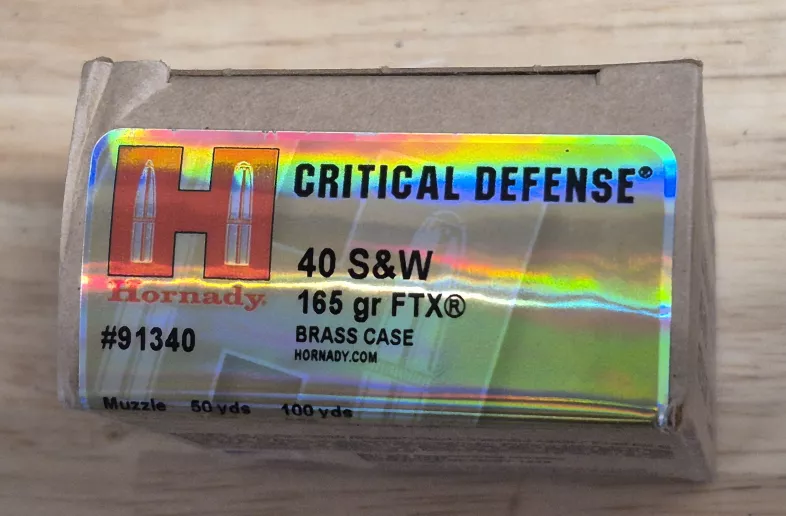 CRITICAL DEFENSE®
40 S&W
165 gr FTX®
Hornady.
#91340
BRASS CASE
HORNADY.COM
Muzzle 50 yds 100 yds